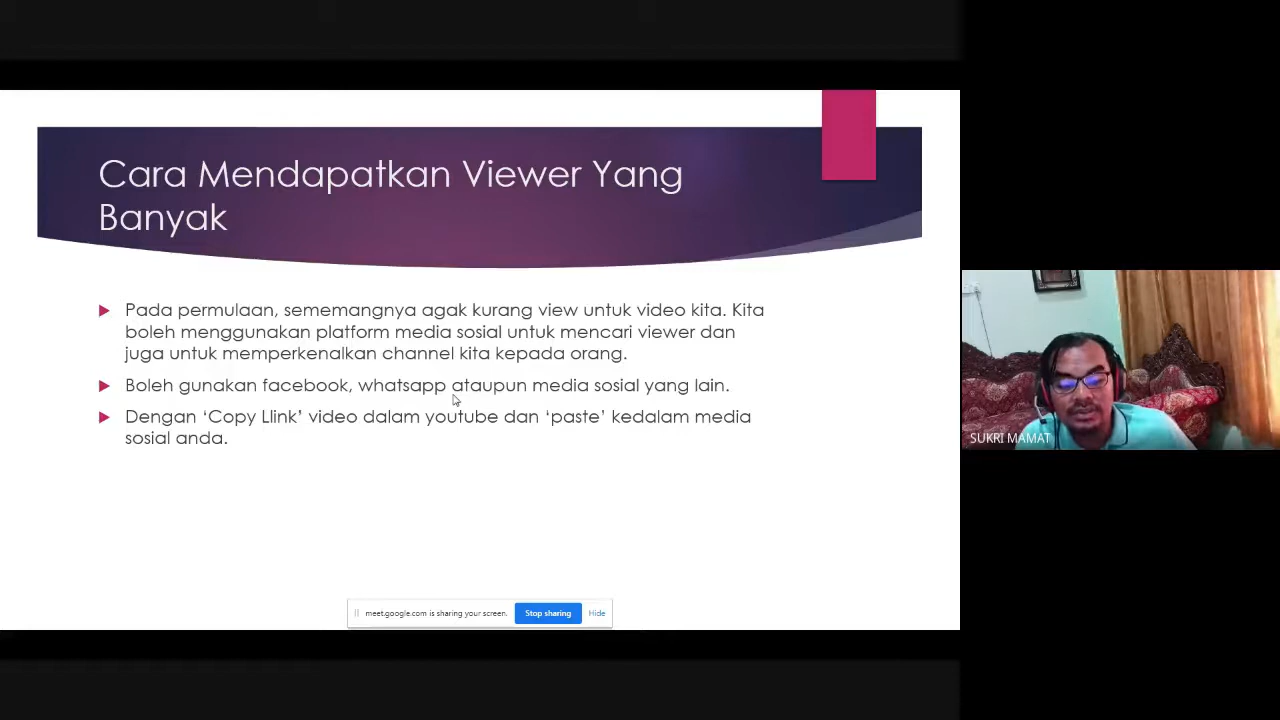 Cara Mendapatkan Viewer Yang
Banyak
Pada permulaan, sememangnya agak kurang view untuk video kita. Kita
boleh menggunakan platform media sosial untuk mencari viewer dan
juga untuk memperkenalkan channel kita kepada orang.
Boleh gunakan facebook, whatsapp ataupun media sosial yang lain.
Dengan ‘Copy Llink’ video dalam youtube dan ‘paste’ kedalam media
sosial anda.
SUKRI MAMAT
meet.google.com is sharing your screen.
Stop sharing
Hide